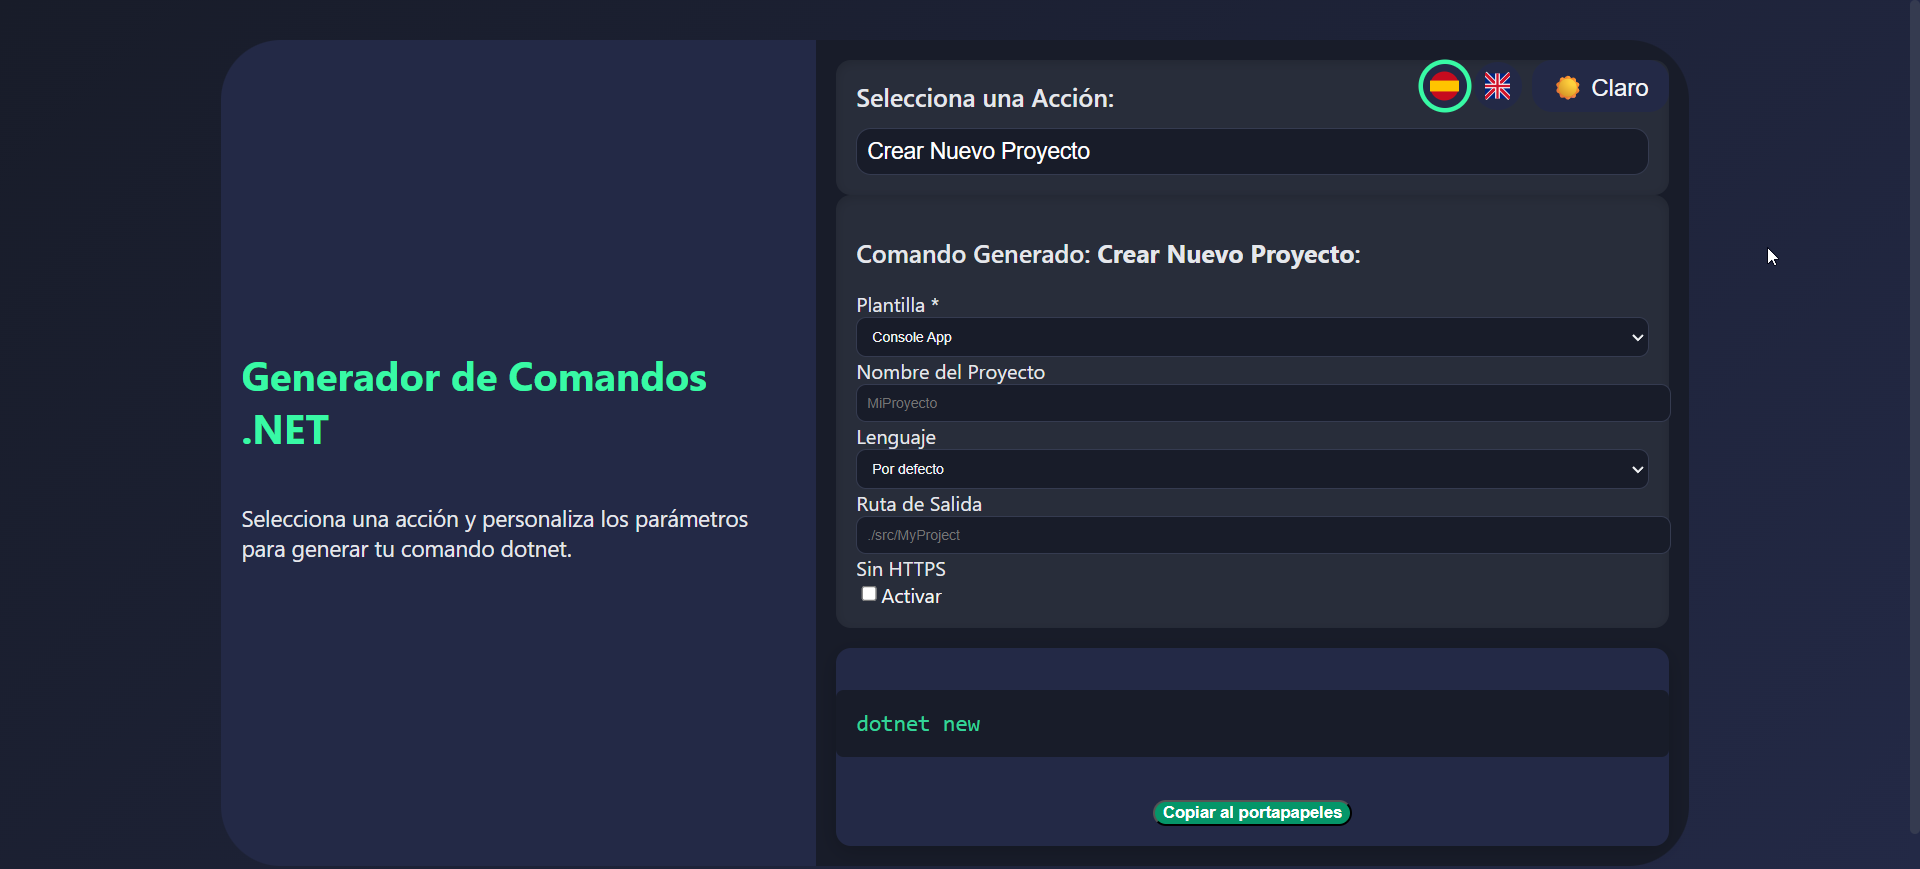 Generador de Comandos
.NET
Selecciona una acción y personaliza los parámetros
para generar tu comando dotnet.
Selecciona una Acción:
Claro
Crear Nuevo Proyecto
Comando Generado: Crear Nuevo Proyecto:
Plantilla *
Console App
Nombre del Proyecto
MiProyecto
Lenguaje
Por defecto
Ruta de Salida
./src/MyProject
Sin HTTPS
Activar
dotnet new
Copiar al portapapeles